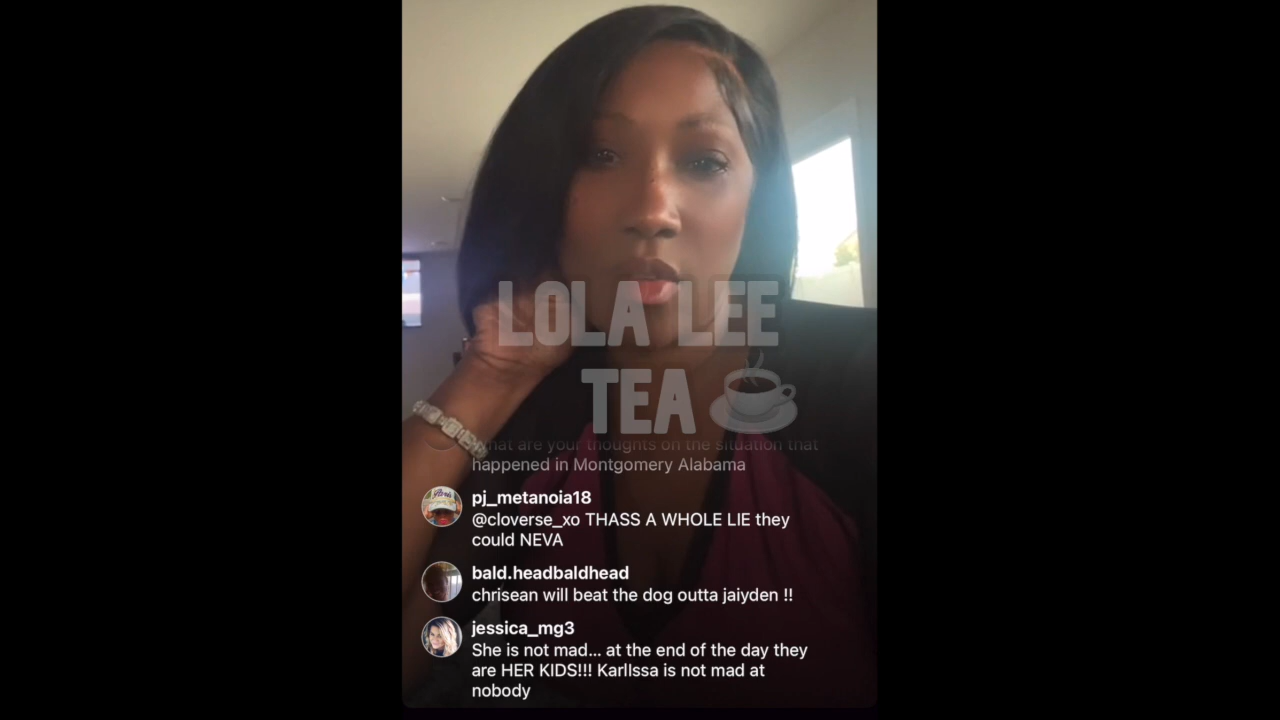 LOLA LEE
TEA
what are your thoughts on the situation that
happened in Montgomery Alabama
pj_metanoia18
@cloverse_xo THASS A WHOLE LIE they
could NEVA
bald.headbaldhead
chrisean will beat the dog outta jaiyden !!
jessica_mg3
She is not mad... at the end of the day they
are HER KIDS!!! Karllssa is not mad at
nobody